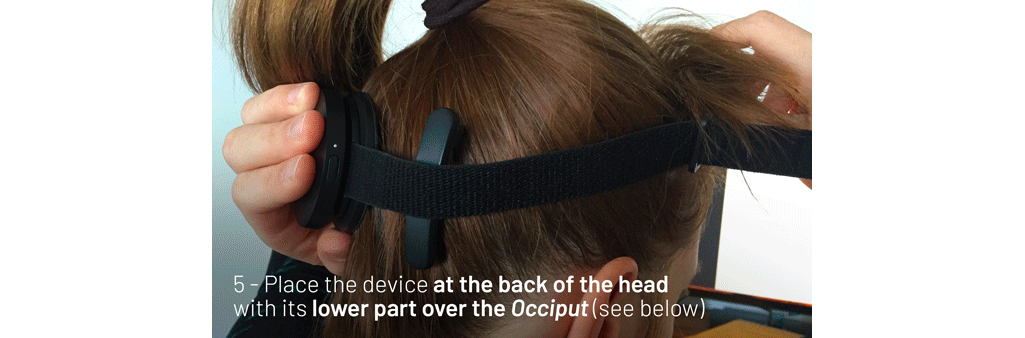 5 - Place the device at the back of the head
with its lower part over the Occiput (see below)